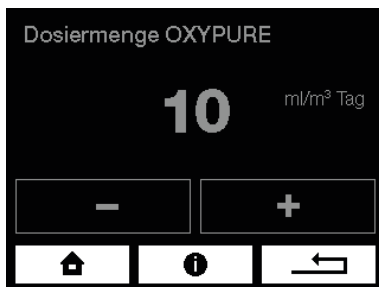 Dosiermenge OXYPURE
10 ml/m³ Tag
− +